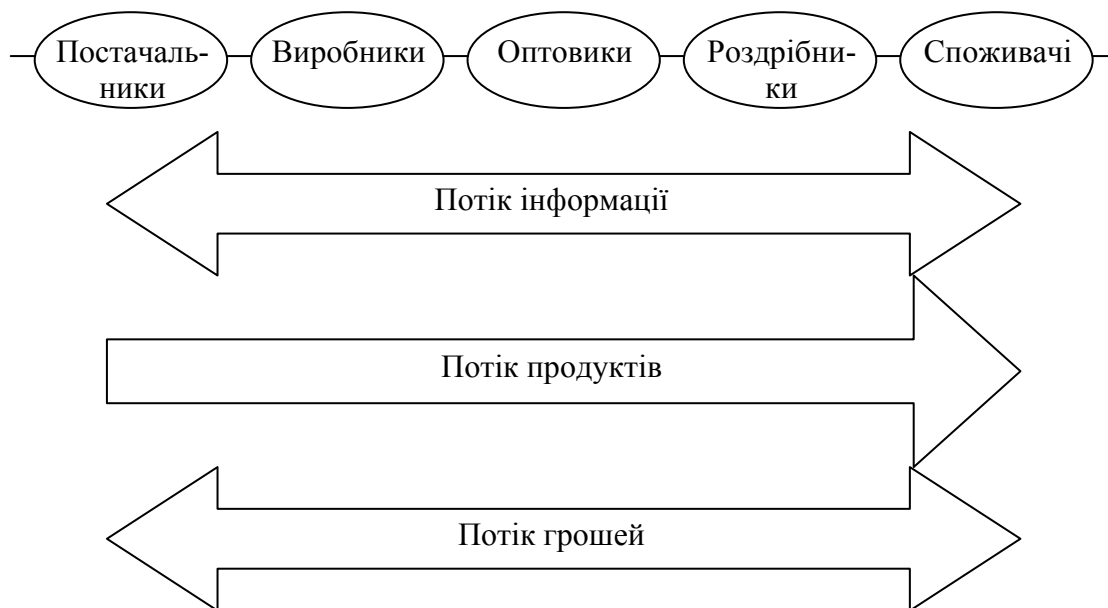 Постачаль-
ники
Виробники
Оптовики
Роздрібни-
ки
Споживачі
Потік інформації
Потік продуктів
Потік грошей